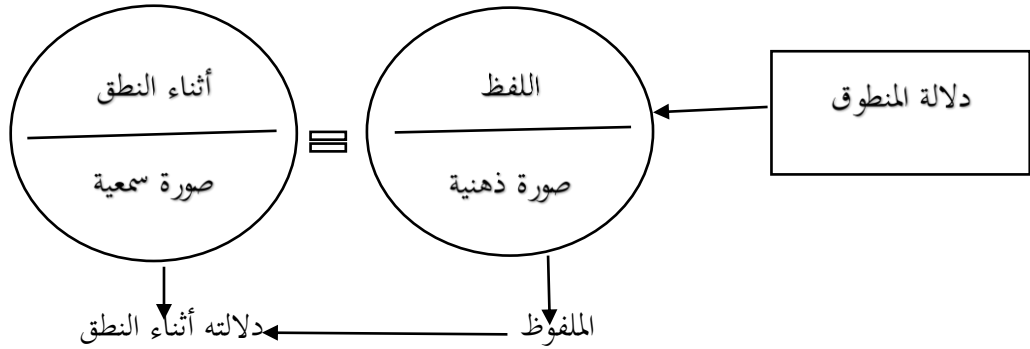 دلالة المنطوق
اللفظ
صورة ذهنية
=
أثناء النطق
صورة سمعية
الملفوظ
دلالته أثناء النطق